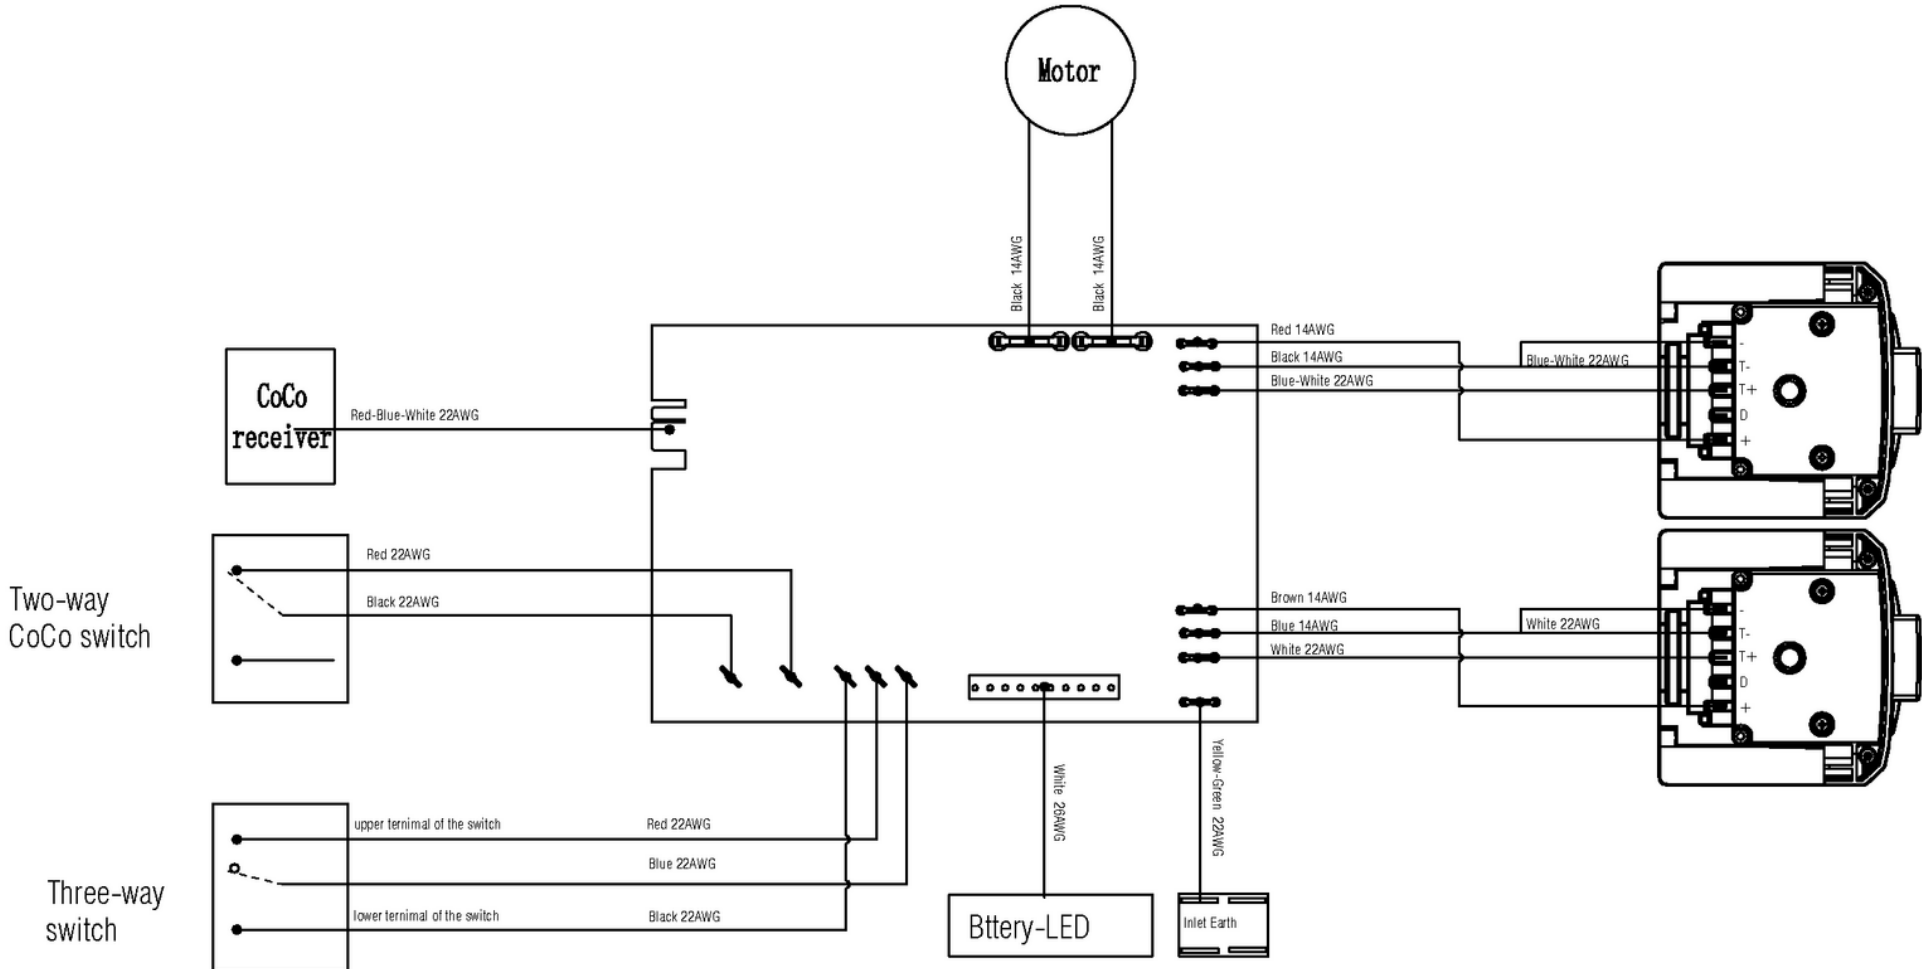 Motor
Black 14AWG
Black 14AWG
Red 14AWG
Black 14AWG
Blue-White 22AWG
Blue-White 22AWG
-
T-
T+
D
+
CoCo
receiver
Red-Blue-White 22AWG
Two-way
CoCo switch
Red 22AWG
Black 22AWG
Brown 14AWG
Blue 14AWG
White 22AWG
White 22AWG
-
T-
T+
D
+
Three-way
switch
upper ternimal of the switch
Red 22AWG
Blue 22AWG
lower ternimal of the switch
Black 22AWG
White 26AWG
Yellow-Green 22AWG
Bttery-LED
Inlet Earth